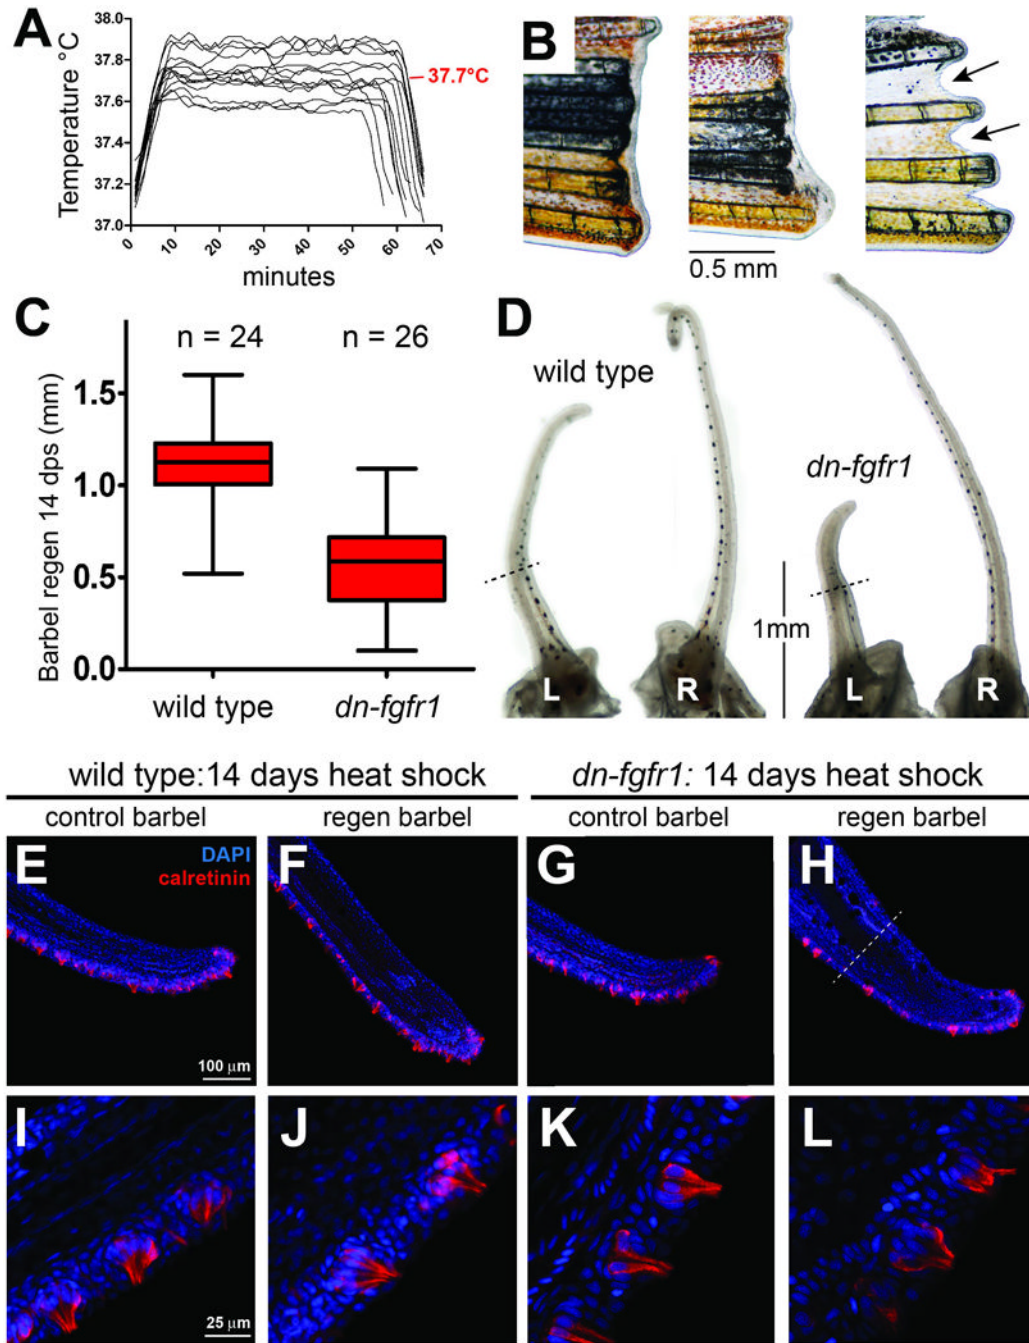 A
Temperature °C
38.0
37.8
37.6
37.4
37.2
37.0
0
10
20
30
40
50
60
70
minutes
37.7°C
B
0.5 mm
C
n = 24
n = 26
Barbel regen 14 dps (mm)
1.5
1.0
0.5
0.0
wild type
dn-fgfr1
D
wild type
dn-fgfr1
1mm
L
R
L
R
wild type:14 days heat shock
dn-fgfr1: 14 days heat shock
control barbel
regen barbel
control barbel
regen barbel
E
DAPI
calretinin
100 µm
F
G
H
I
25 µm
J
K
L